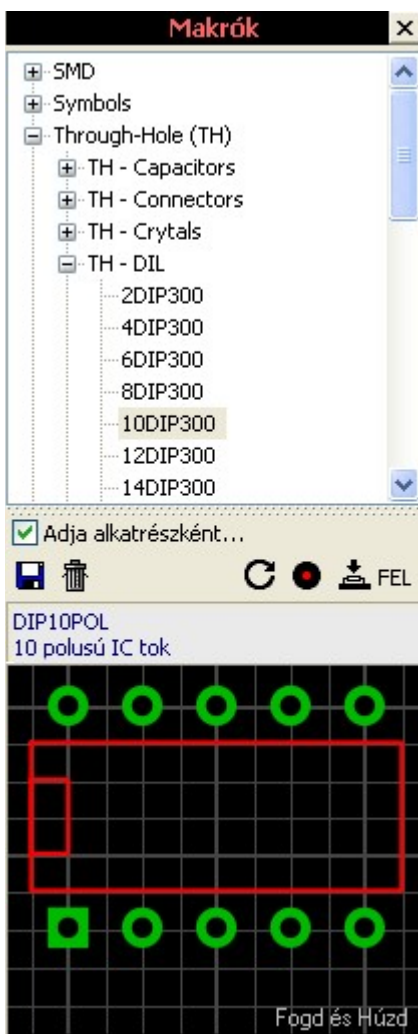 Makrók
SMD
Symbols
Through-Hole (TH)
TH - Capacitors
TH - Connectors
TH - Crytals
TH - DIL
2DIP300
4DIP300
6DIP300
8DIP300
10DIP300
12DIP300
14DIP300
Adja alkatrészként...
FEL
DIP10POL
10 polusú IC tok
Fogd és Húzd